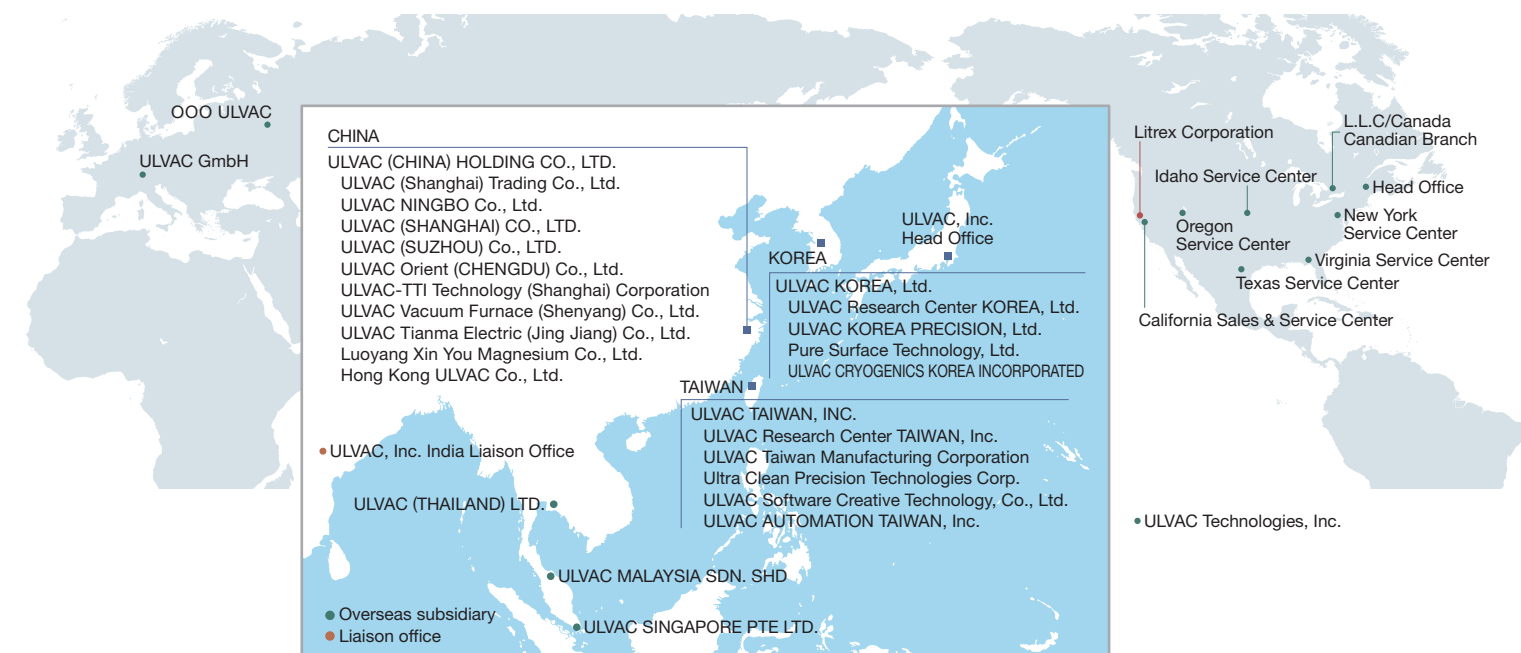 OOO ULVAC
ULVAC GmbH
CHINA
ULVAC (CHINA) HOLDING CO., LTD.
ULVAC (Shanghai) Trading Co., Ltd.
ULVAC NINGBO Co., Ltd.
ULVAC (SHANGHAI) CO., LTD.
ULVAC (SUZHOU) Co., LTD.
ULVAC Orient (CHENGDU) Co., Ltd.
ULVAC-TTI Technology (Shanghai) Corporation
ULVAC Vacuum Furnace (Shenyang) Co., Ltd.
ULVAC Tianma Electric (Jing Jiang) Co., Ltd.
Luoyang Xin You Magnesium Co., Ltd.
Hong Kong ULVAC Co., Ltd.
ULVAC, Inc.
Head Office
KOREA
ULVAC KOREA, Ltd.
ULVAC Research Center KOREA, Ltd.
ULVAC KOREA PRECISION, Ltd.
Pure Surface Technology, Ltd.
ULVAC CRYOGENICS KOREA INCORPORATED
TAIWAN
ULVAC TAIWAN, INC.
ULVAC Research Center TAIWAN, Inc.
ULVAC Taiwan Manufacturing Corporation
Ultra Clean Precision Technologies Corp.
ULVAC Software Creative Technology, Co., Ltd.
ULVAC AUTOMATION TAIWAN, Inc.
ULVAC, Inc. India Liaison Office
ULVAC (THAILAND) LTD.
ULVAC MALAYSIA SDN. SHD
ULVAC SINGAPORE PTE LTD.
Overseas subsidiary
Liaison office
Litrex Corporation
L.L.C/Canada
Canadian Branch
Idaho Service Center
Head Office
Oregon
Service Center
New York
Service Center
Virginia Service Center
Texas Service Center
California Sales & Service Center
ULVAC Technologies, Inc.